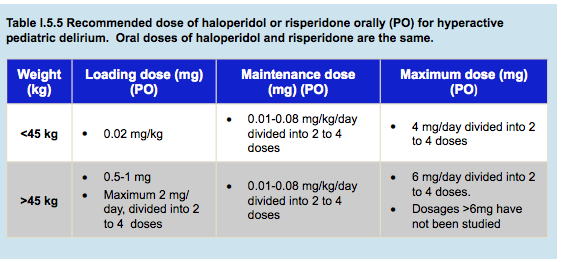 Table I.5.5 Recommended dose of haloperidol or risperidone orally (PO) for hyperactive
pediatric delirium.  Oral doses of haloperidol and risperidone are the same.
Weight (kg)
Loading dose (mg) (PO)
Maintenance dose (mg) (PO)
Maximum dose (mg) (PO)
<45 kg
• 0.02 mg/kg
• 0.01-0.08 mg/kg/day
divided into 2 to 4
doses
• 4 mg/day divided into 2
to 4 doses
>45 kg
• 0.5-1 mg
• Maximum 2 mg/
day, divided into 2
to 4  doses
• 0.01-0.08 mg/kg/day
divided into 2 to 4
doses
• 6 mg/day divided into 2
to 4 doses.
• Dosages >6mg have
not been studied